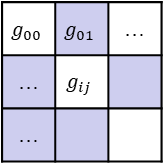 g₀₀ g₀₁ ...
... gᵢⱼ
...